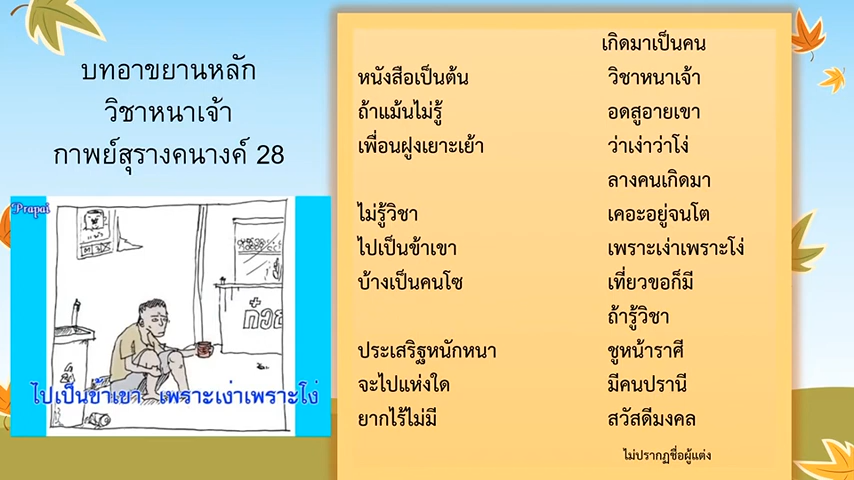 บทอาขยานหลัก
วิชาหนาเจ้า
กาพย์สุรางคนางค์ 28
เกิดมาเป็นคน
หนังสือเป็นต้น วิชาหนาเจ้า
ถ้าแม้นไม่รู้ อดสูอายเขา
เพื่อนฝูงเยาะเย้า ว่าเง่าว่าโง่
ลางคนเกิดมา
ไม่รู้วิชา เคอะอยู่จนโต
ไปเป็นข้าเขา เพราะเง่าเพราะโง่
บ้างเป็นคนโซ เที่ยวขอก็มี
ถ้ารู้วิชา
ประเสริฐหนักหนา ชูหน้าราศี
จะไปแห่งใด มีคนปรานี
ยากไร้ไม่มี สวัสดีมงคล
ไม่ปรากฏชื่อผู้แต่ง
Prapai
ก๋วย
ไปเป็นข้าเขา เพราะเง่าเพราะโง่